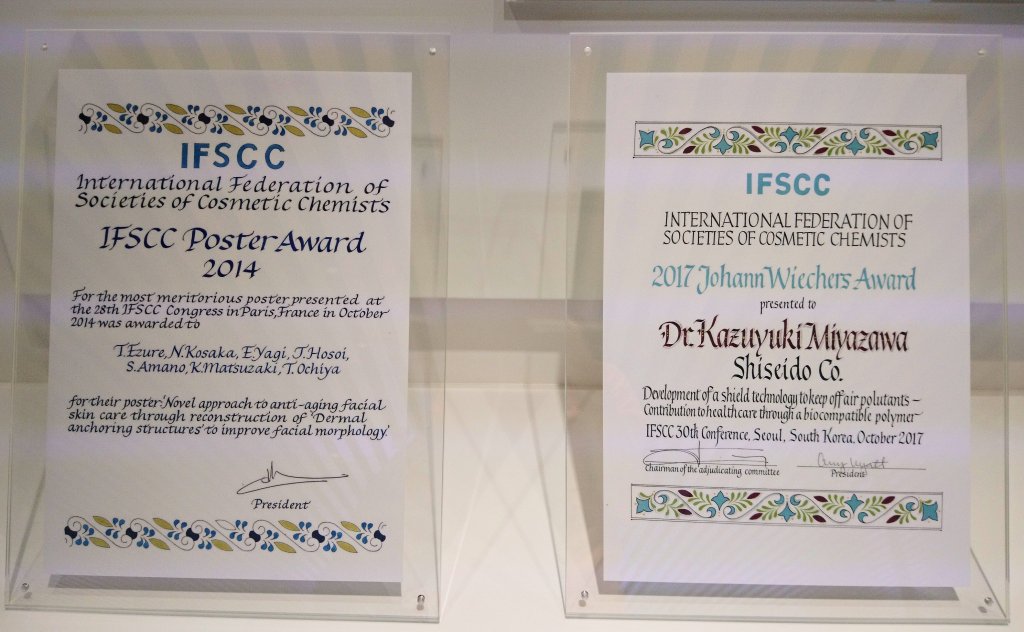 IFSCC
International Federation of
Societies of Cosmetic Chemists
IFSCC Poster Award
2014
For the most meritorious poster presented at
the 28th IFSCC Congress in Paris, France in October
2014 was awarded to
T.Ezure, N.Kosaka, E.Yagi, J.Hosoi,
S.Amano, K.Matsuzaki, T.Ochiya
for their poster 'Novel approach to anti-aging facial
skin care through reconstruction of 'Dermal
anchoring structures' to improve facial morphology'
President
IFSCC
INTERNATIONAL FEDERATION OF
SOCIETIES OF COSMETIC CHEMISTS
2017 Johann Wiechers Award
presented to
Dr. Kazuyuki Miyazawa
Shiseido Co.
Development of a shield technology to keep off air polutants –
Contribution to healthcare through a biocompatible polymer
IFSCC 30th Conference, Seoul, South Korea, October 2017
Chairman of the adjudicating committee
President